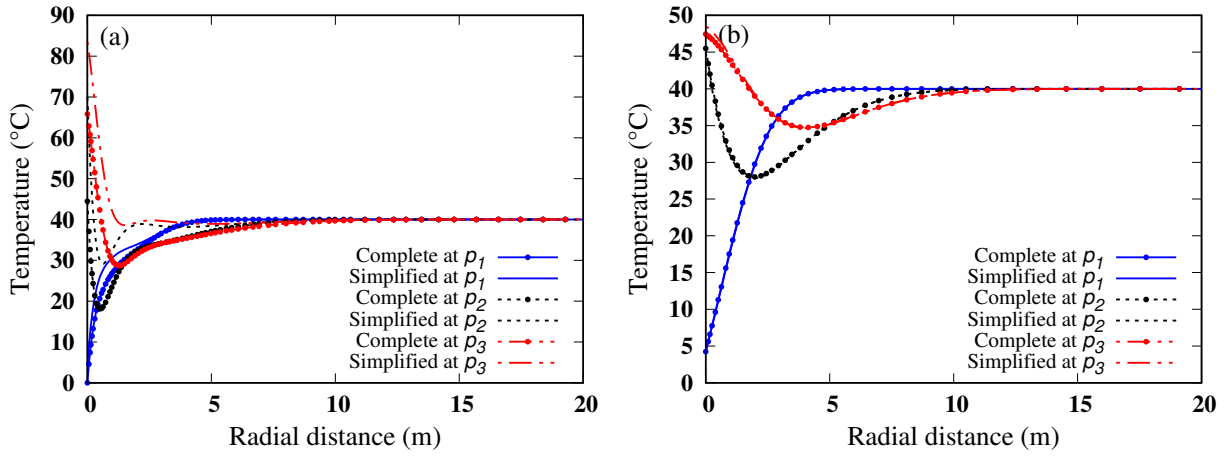 (a)
Temperature (°C)
90
80
70
60
50
40
30
20
10
0
Complete at p1
Simplified at p1
Complete at p2
Simplified at p2
Complete at p3
Simplified at p3
0 5 10 15 20
Radial distance (m)
(b)
Temperature (°C)
50
45
40
35
30
25
20
15
10
5
0
Complete at p1
Simplified at p1
Complete at p2
Simplified at p2
Complete at p3
Simplified at p3
0 5 10 15 20
Radial distance (m)